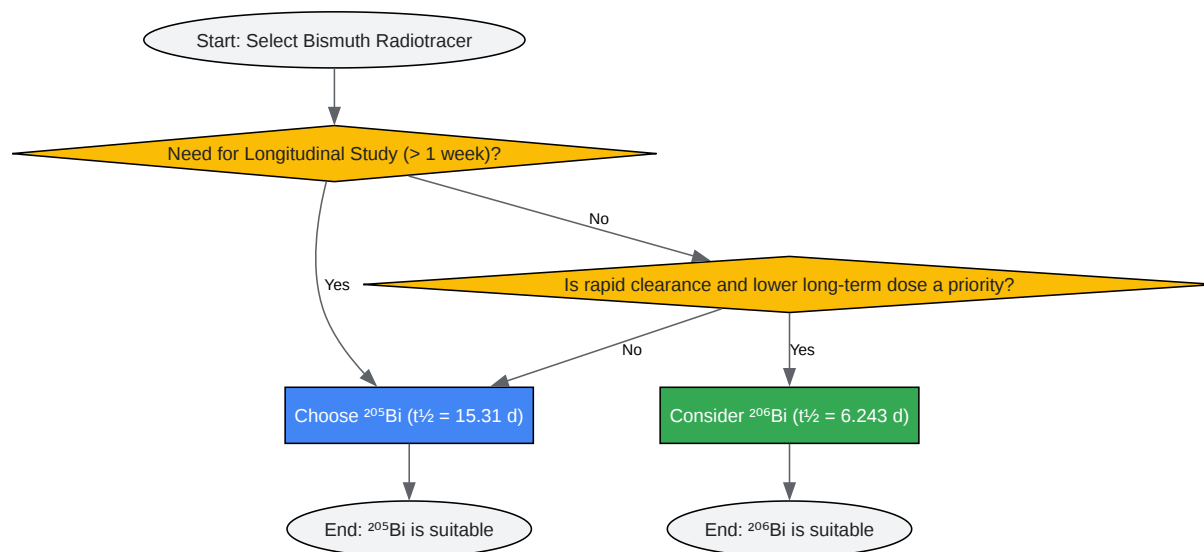 Start: Select Bismuth Radiotracer
Need for Longitudinal Study (> 1 week)?
No
Yes
Is rapid clearance and lower long-term dose a priority?
No
Yes
Choose ²⁰⁵Bi (t½ = 15.31 d)
Consider ²⁰⁶Bi (t½ = 6.243 d)
End: ²⁰⁵Bi is suitable
End: ²⁰⁶Bi is suitable